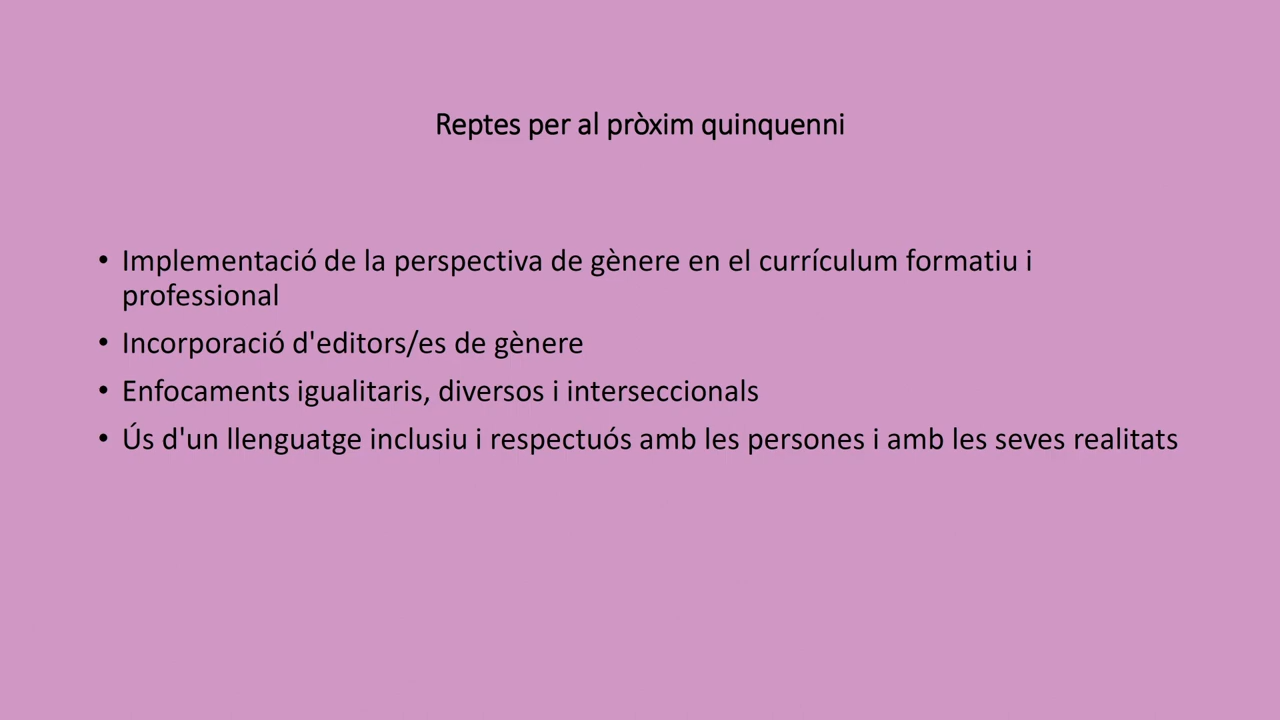 Reptes per al pròxim quinquenni
• Implementació de la perspectiva de gènere en el currículum formatiu i
professional
• Incorporació d'editors/es de gènere
• Enfocaments igualitaris, diversos i interseccionals
• Ús d'un llenguatge inclusiu i respectuós amb les persones i amb les seves realitats